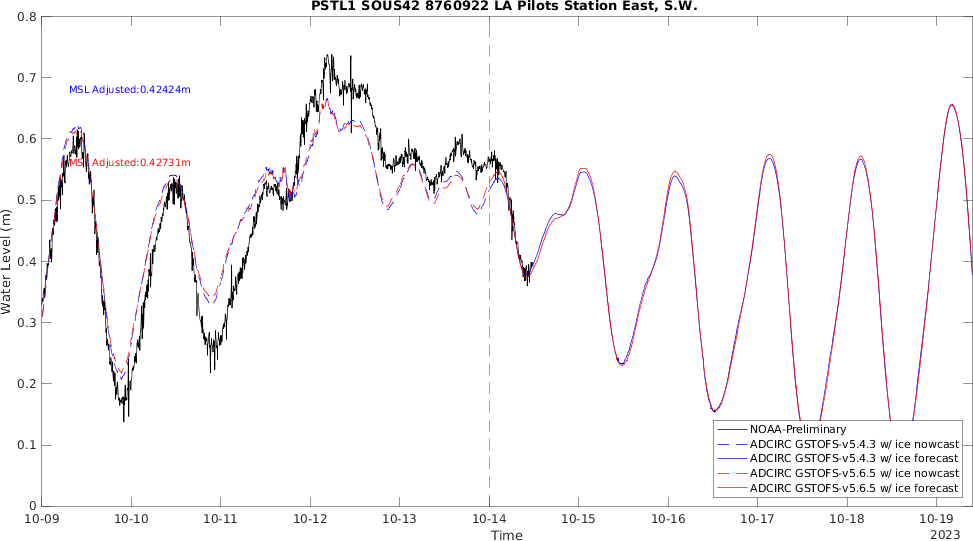 PSTL1 SOUS42 8760922 LA Pilots Station East, S.W.
0.8
0.7
0.6
0.5
0.4
0.3
0.2
0.1
0
Water Level (m)
MSL Adjusted:0.42424m
MSL Adjusted:0.42731m
NOAA-Preliminary
ADCIRC GSTOFS-v5.4.3 w/ ice nowcast
ADCIRC GSTOFS-v5.4.3 w/ ice forecast
ADCIRC GSTOFS-v5.6.5 w/ ice nowcast
ADCIRC GSTOFS-v5.6.5 w/ ice forecast
10-09 10-10 10-11 10-12 10-13 10-14 10-15 10-16 10-17 10-18 10-19
Time
2023